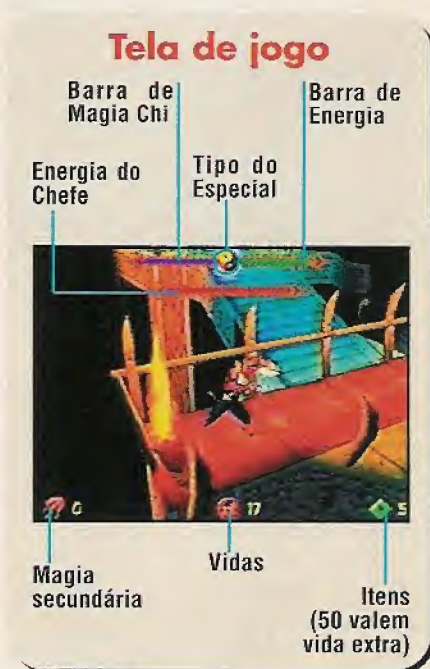 Tela de jogo
Barra de
Magia Chi
Barra de
Energia
Energia do
Chefe
Tipo do
Especial
0
17
5
Magia
secundária
Vidas
Itens
(50 valem
vida extra)